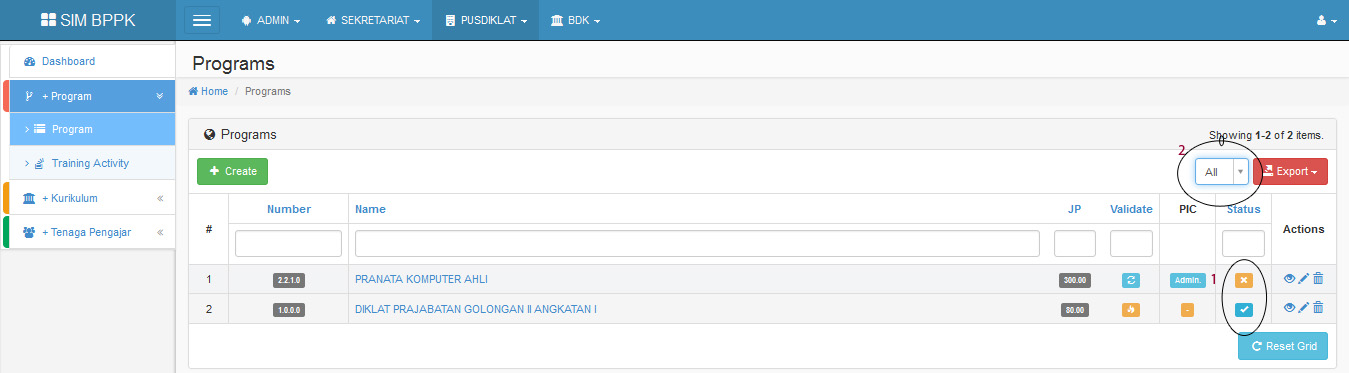 SIM BPPK ADMIN SEKRETARIAT PUSDIKLAT BDK
Dashboard
+ Program
Program
Training Activity
+ Kurikulum
+ Tenaga Pengajar
Programs
Home / Programs
Programs
Showing 1-2 of 2 items.
0
2
Create All Export
# Number Name JP Validate PIC Status Actions
1 2.2.1.0 PRANATA KOMPUTER AHLI 300.00 Admin. 1
2 1.0.0.0 DIKLAT PRAJABATAN GOLONGAN II ANGKATAN I 80.00 -
Reset Grid